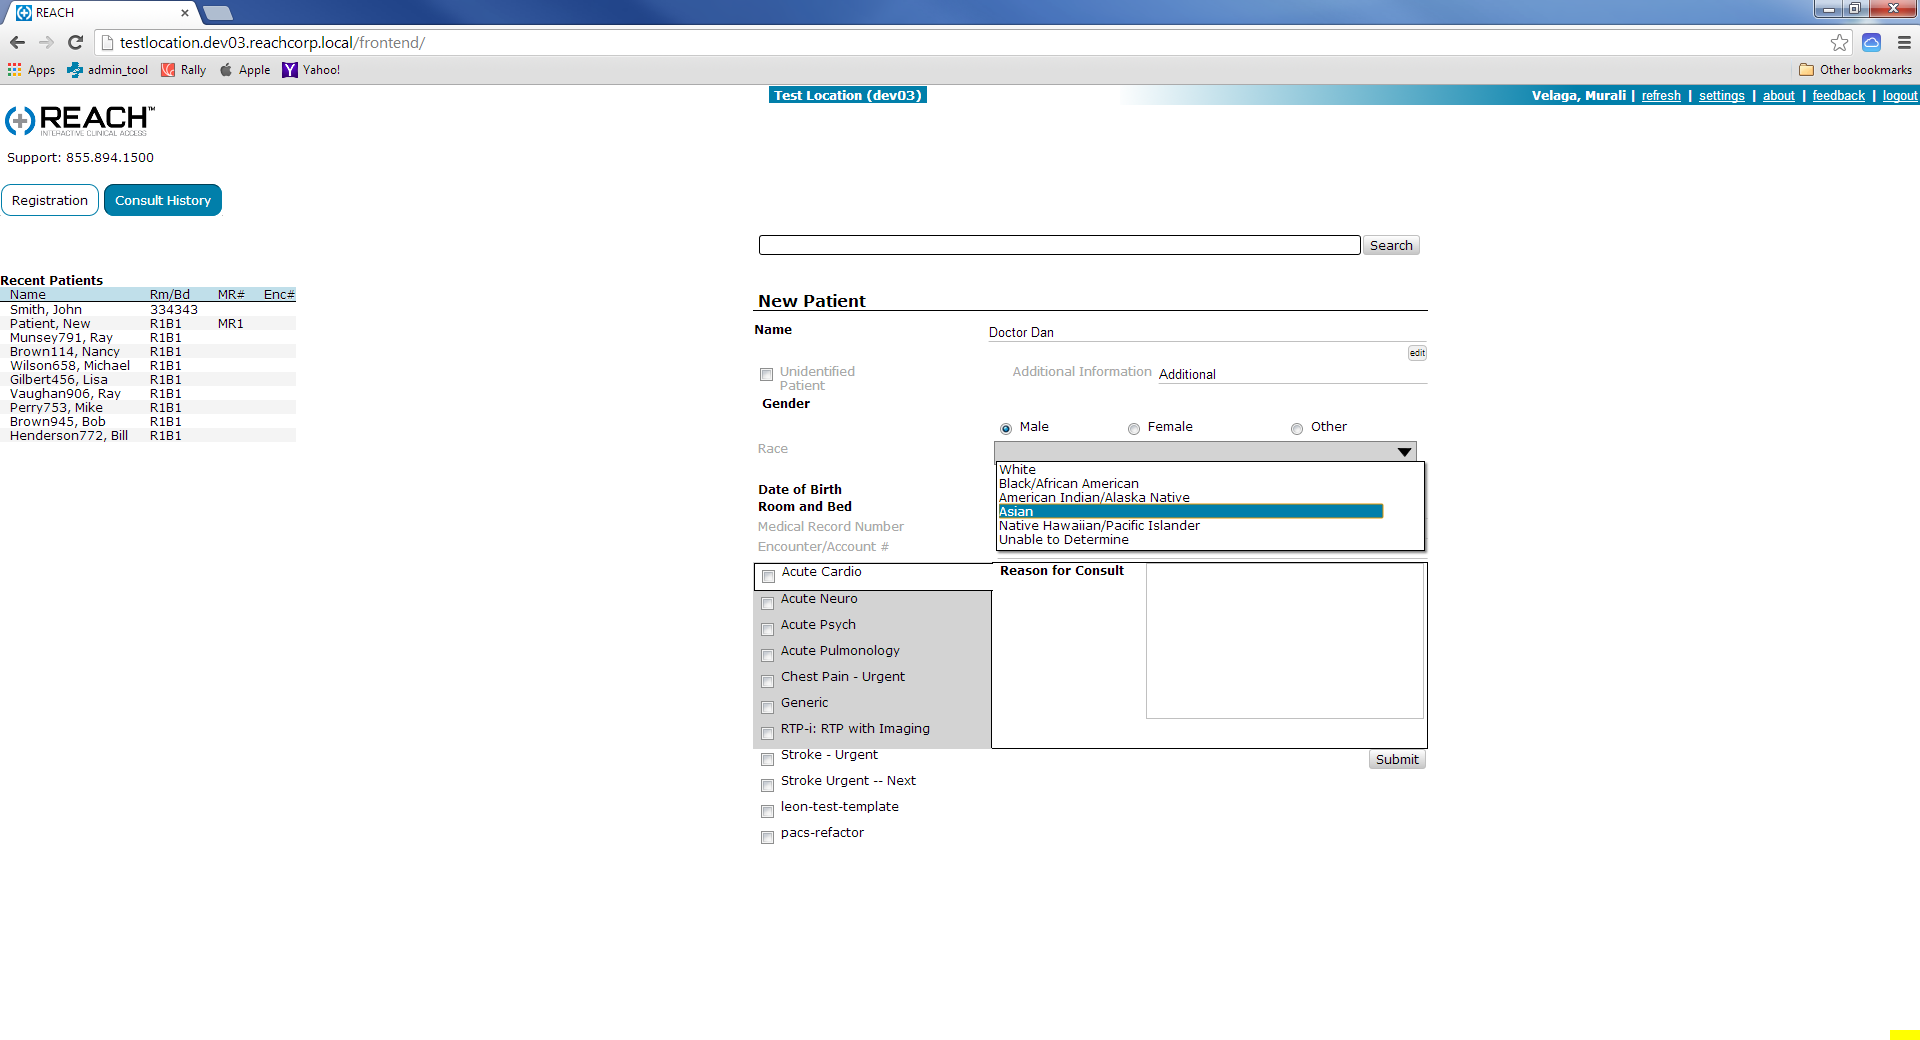 REACH
testlocation.dev03.reachcorp.local/frontend/
Apps admin_tool Rally Apple Yahoo! Other bookmarks
Test Location (dev03) Velaga, Murali | refresh | settings | about | feedback | logout
REACH™
INTERACTIVE CLINICAL ACCESS
Support: 855.894.1500
Registration Consult History
Search
Recent Patients
Name Rm/Bd MR# Enc#
Smith, John 334343
Patient, New R1B1 MR1
Munsey791, Ray R1B1
Brown114, Nancy R1B1
Wilson658, Michael R1B1
Gilbert456, Lisa R1B1
Vaughan906, Ray R1B1
Perry753, Mike R1B1
Brown945, Bob R1B1
Henderson772, Bill R1B1
New Patient
Name Doctor Dan
edit
Unidentified
Patient
Additional Information Additional
Gender
Male Female Other
Race
White
Black/African American
American Indian/Alaska Native
Asian
Native Hawaiian/Pacific Islander
Unable to Determine
Date of Birth
Room and Bed
Medical Record Number
Encounter/Account #
Acute Cardio
Acute Neuro
Acute Psych
Acute Pulmonology
Chest Pain - Urgent
Generic
RTP-i: RTP with Imaging
Stroke - Urgent
Stroke Urgent -- Next
leon-test-template
pacs-refactor
Reason for Consult
Submit